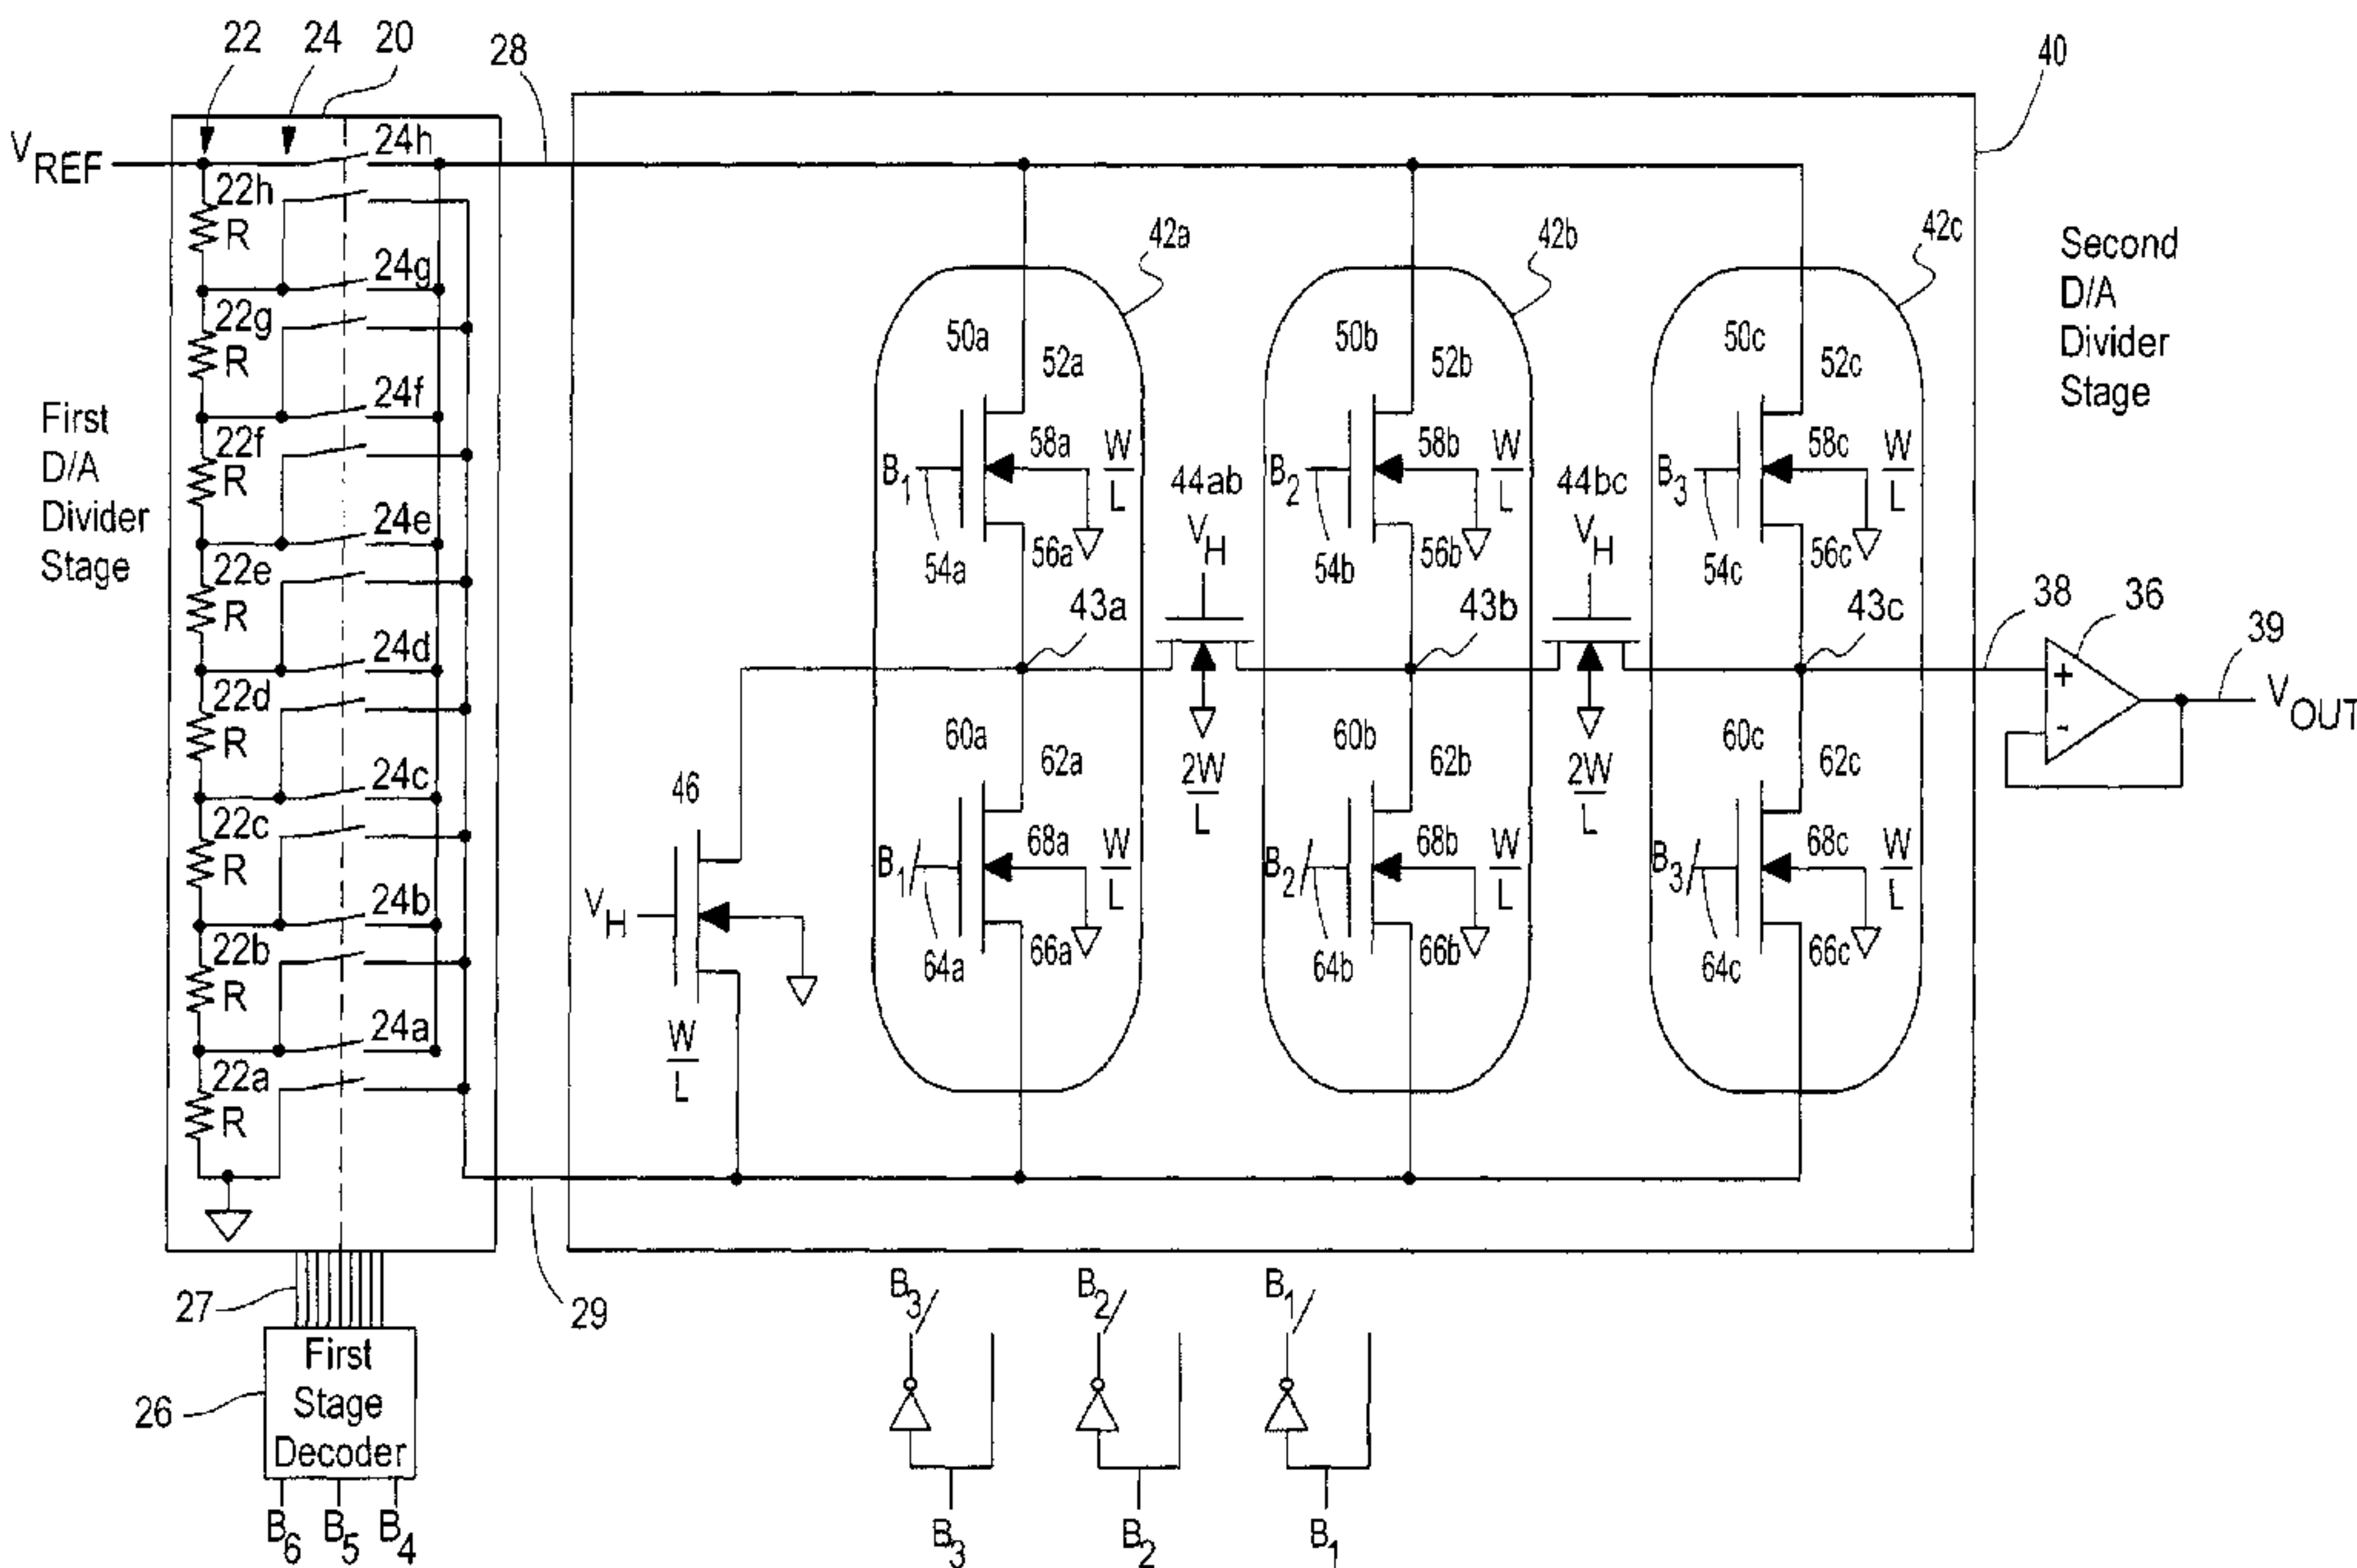 22 24 20 28 40
VREF
24h
22h
R
24g
22g
R
24f
22f
R
24e
22e
R
24d
22d
R
24c
22c
R
24b
22b
R
24a
22a
R
First
D/A
Divider
Stage
Second
D/A
Divider
Stage
42a 42b 42c
50a 52a 50b 52b 50c 52c
B1 58a W/L B2 58b W/L B3 58c W/L
54a 56a 54b 56b 54c 56c
44ab
VH
44bc
VH
43a 43b 43c
38 36 39
+
-
VOUT
2W/L 2W/L
60a 62a 60b 62b 60c 62c
B1/ 68a W/L B2/ 68b W/L B3/ 68c W/L
64a 66a 64b 66b 64c 66c
46
VH
W/L
27
29
26
First
Stage
Decoder
B6 B5 B4
B3/ B2/ B1/
B3 B2 B1